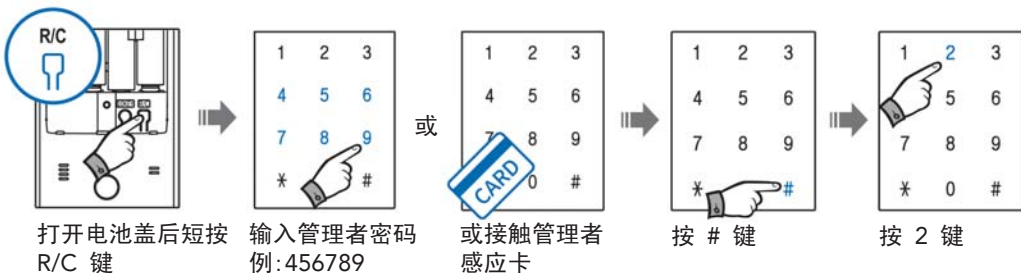 R/C
1 2 3
4 5 6
7 8 9
* #
或
1 2 3
4 5 6
7 8 9
0 #
CARD
1 2 3
4 5 6
7 8 9
* #
1 2 3
5 6
7 8 9
* 0 #
打开电池盖后短按
R/C 键
输入管理者密码
例:456789
或接触管理者
感应卡
按 # 键
按 2 键